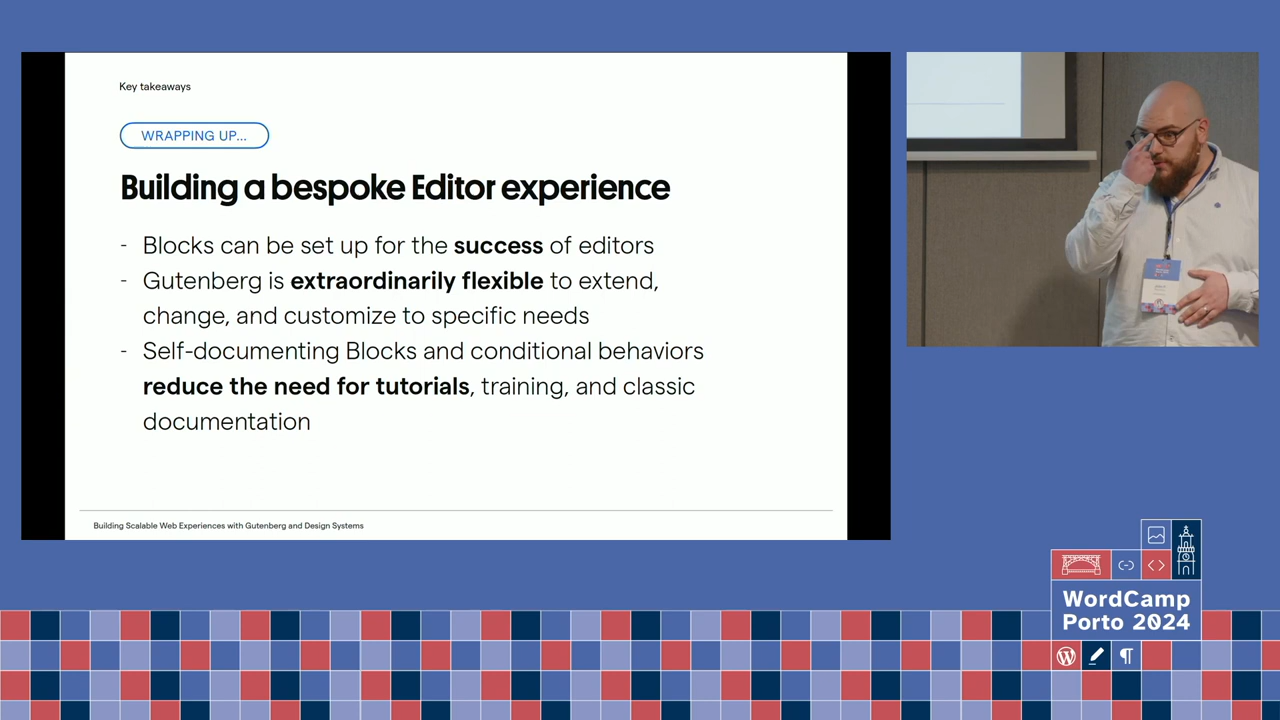 Key takeaways
WRAPPING UP...
Building a bespoke Editor experience
- Blocks can be set up for the success of editors
- Gutenberg is extraordinarily flexible to extend,
change, and customize to specific needs
- Self-documenting Blocks and conditional behaviors
reduce the need for tutorials, training, and classic
documentation
Building Scalable Web Experiences with Gutenberg and Design Systems
WordCamp
Porto 2024